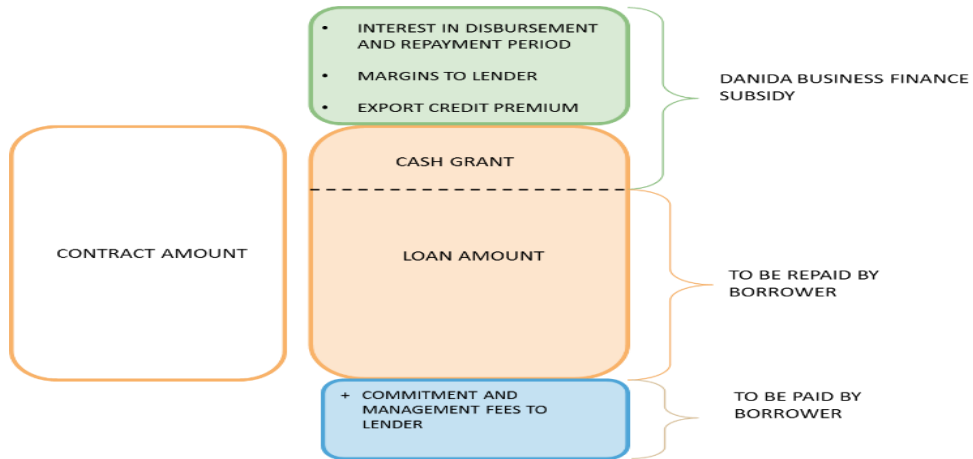 • INTEREST IN DISBURSEMENT
AND REPAYMENT PERIOD
• MARGINS TO LENDER
• EXPORT CREDIT PREMIUM
DANIDA BUSINESS FINANCE
SUBSIDY
CASH GRANT
CONTRACT AMOUNT
LOAN AMOUNT
TO BE REPAID BY
BORROWER
+ COMMITMENT AND
MANAGEMENT FEES TO
LENDER
TO BE PAID BY
BORROWER